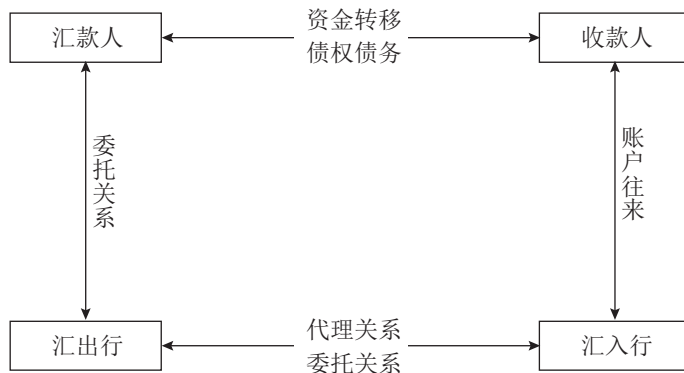 汇款人
资金转移
债权债务
收款人
委托关系
账户往来
汇出行
代理关系
委托关系
汇入行